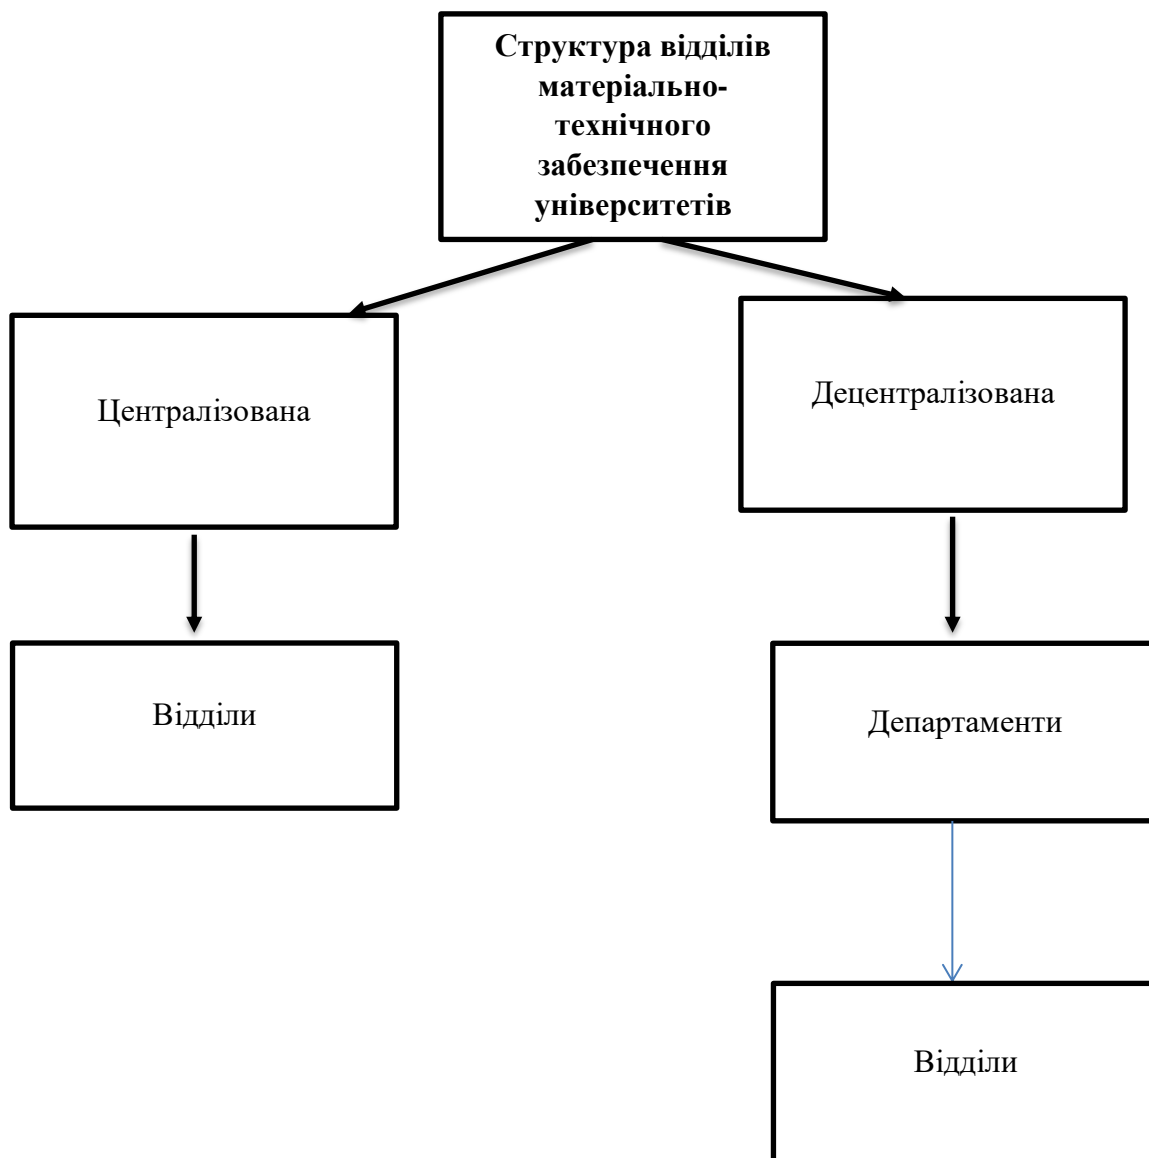 Структура відділів
матеріально-
технічного
забезпечення
університетів
Централізована
Децентралізована
Відділи
Департаменти
Відділи